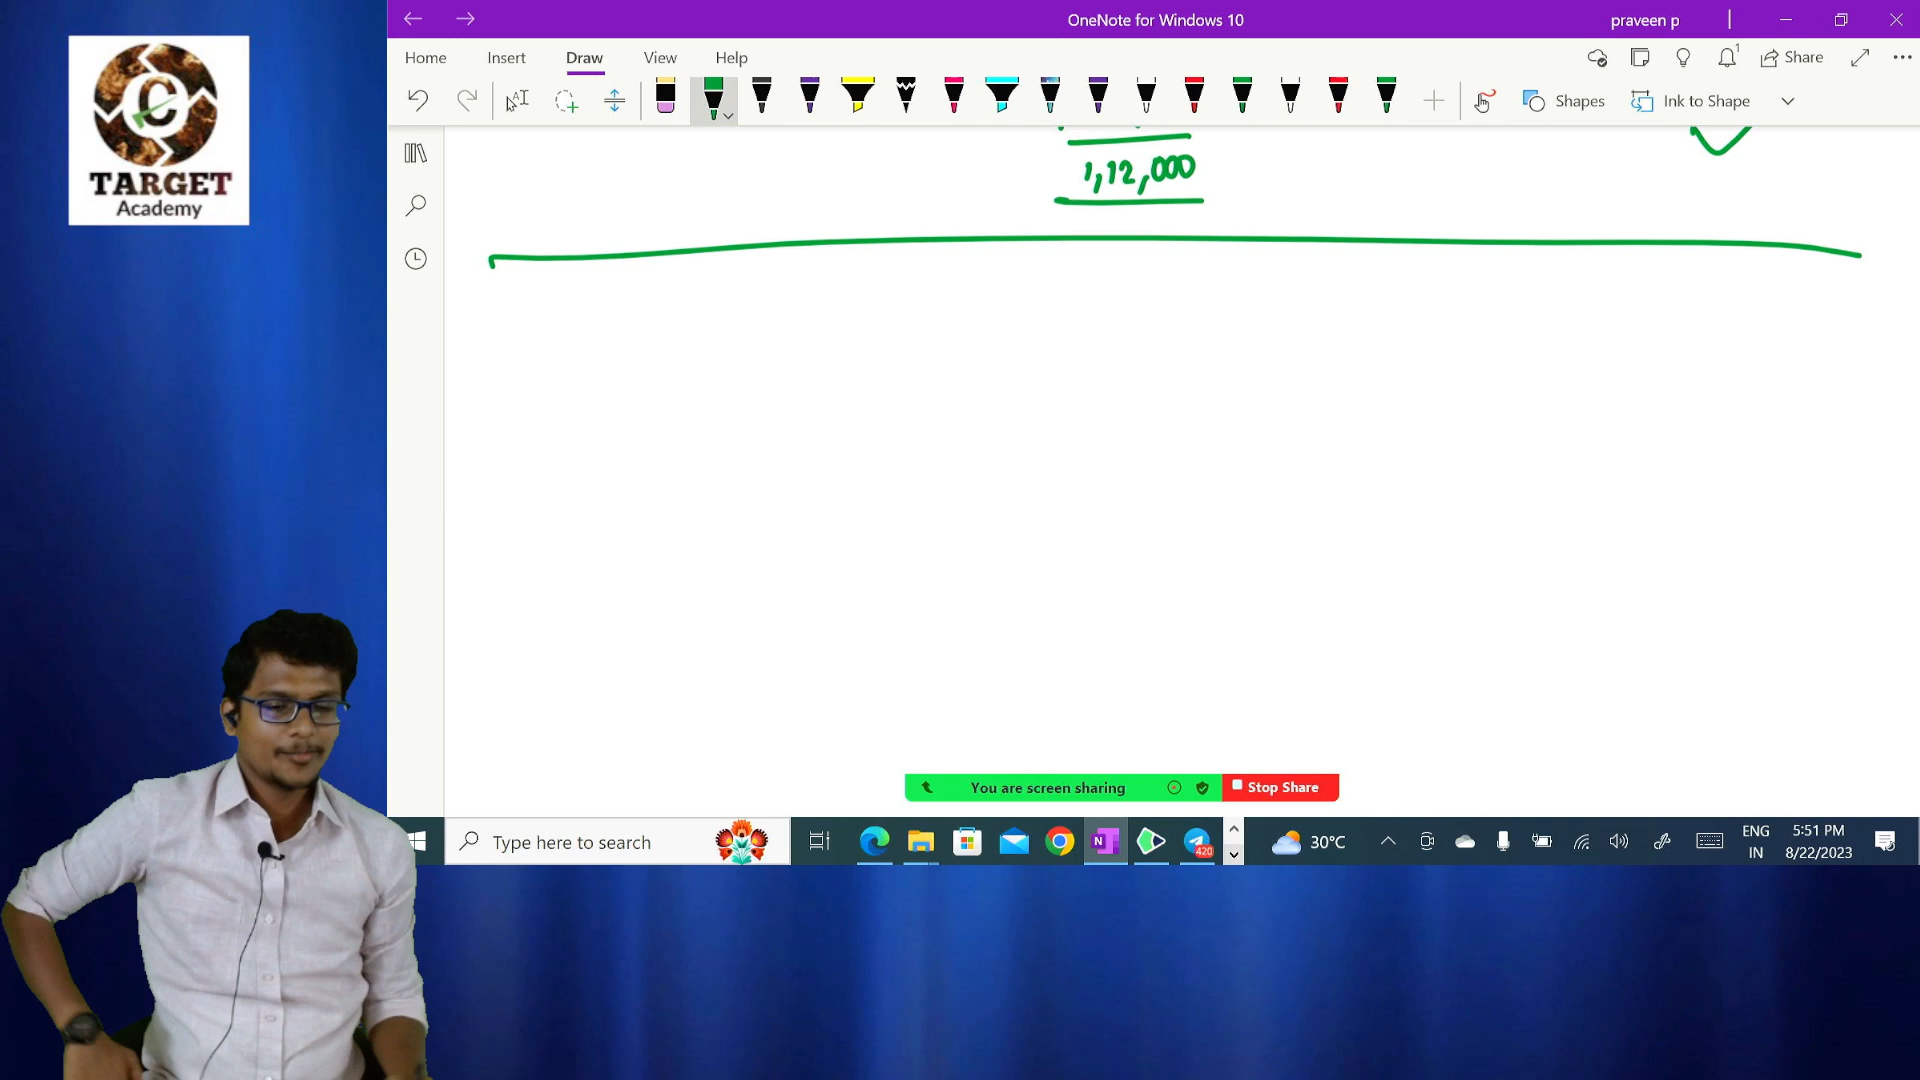 OneNote for Windows 10
praveen p
Home Insert Draw View Help
1 Share
Shapes Ink to Shape
C
TARGET
Academy
1,12,000
You are screen sharing Stop Share
Type here to search
N
420
30°C
ENG
IN
5:51 PM
8/22/2023